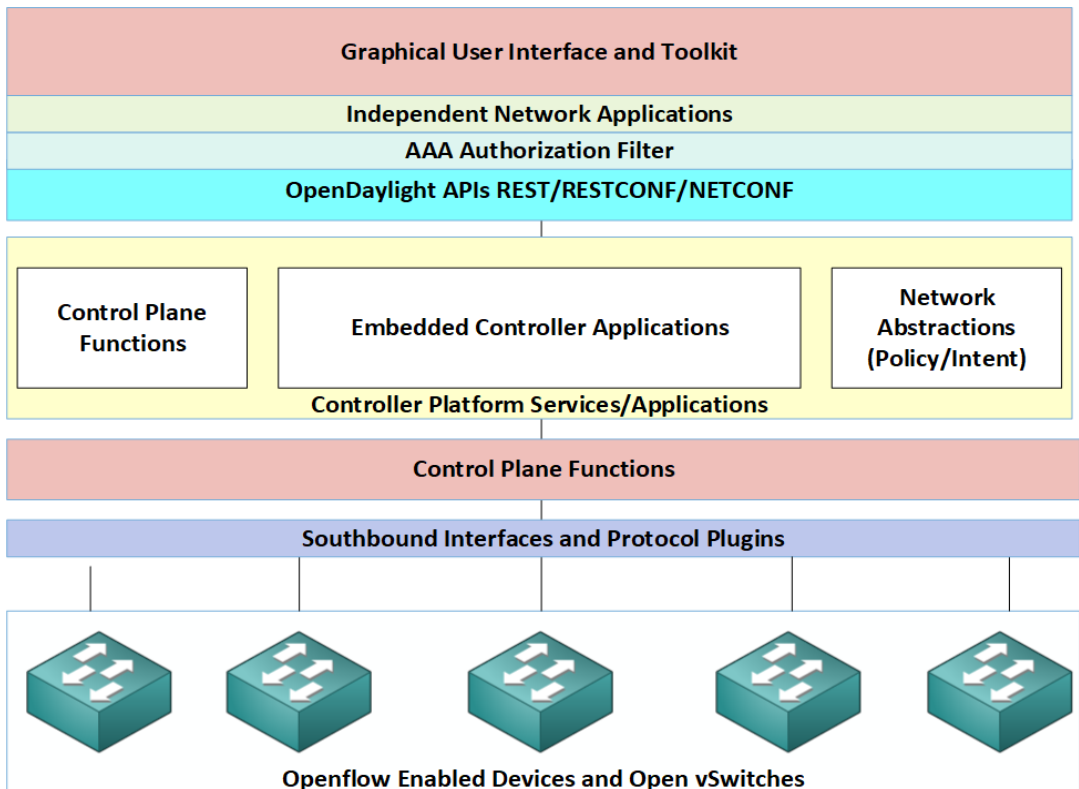 Graphical User Interface and Toolkit
Independent Network Applications
AAA Authorization Filter
OpenDaylight APIs REST/RESTCONF/NETCONF
Control Plane
Functions
Embedded Controller Applications
Network
Abstractions
(Policy/Intent)
Controller Platform Services/Applications
Control Plane Functions
Southbound Interfaces and Protocol Plugins
Openflow Enabled Devices and Open vSwitches